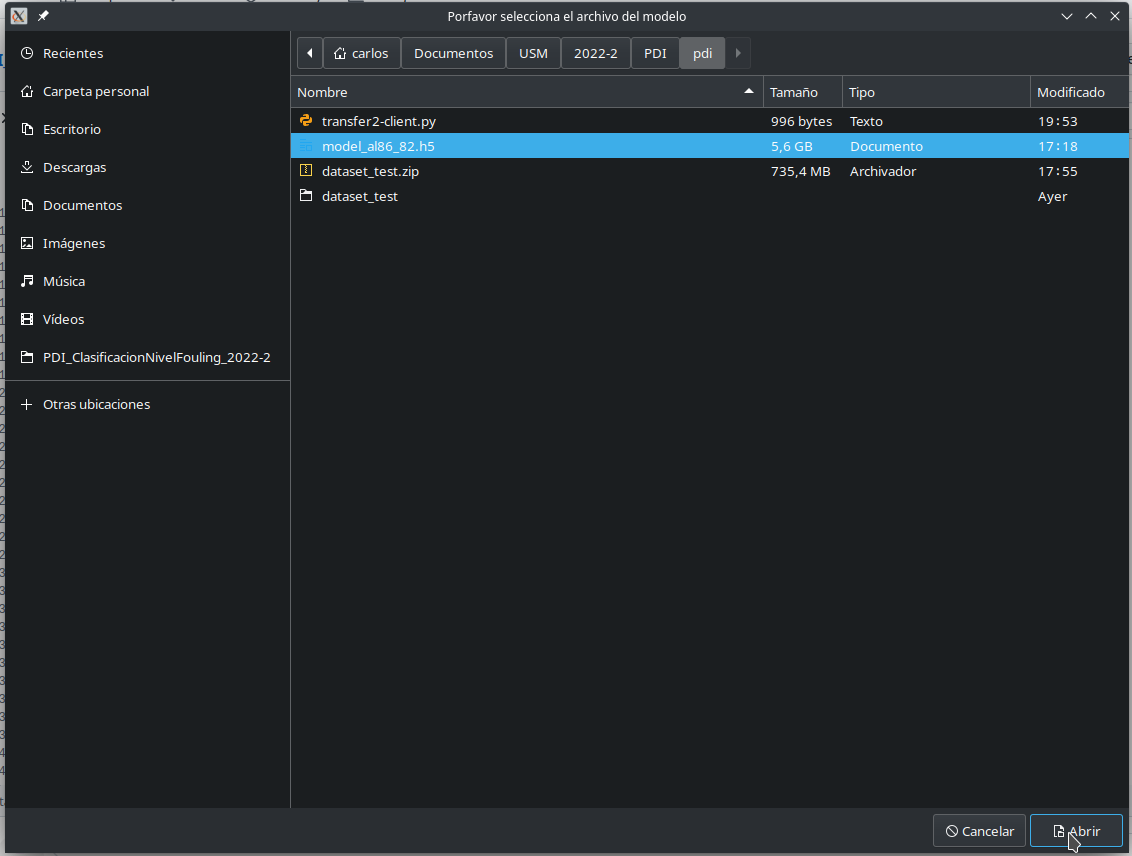 Porfavor selecciona el archivo del modelo
Recientes
Carpeta personal
Escritorio
Descargas
Documentos
Imágenes
Música
Vídeos
PDI_ClasificacionNivelFouling_2022-2
Otras ubicaciones
carlos Documentos USM 2022-2 PDI pdi
Nombre Tamaño Tipo Modificado
transfer2-client.py 996 bytes Texto 19:53
model_al86_82.h5 5,6 GB Documento 17:18
dataset_test.zip 735,4 MB Archivador 17:55
dataset_test Ayer
Cancelar Abrir